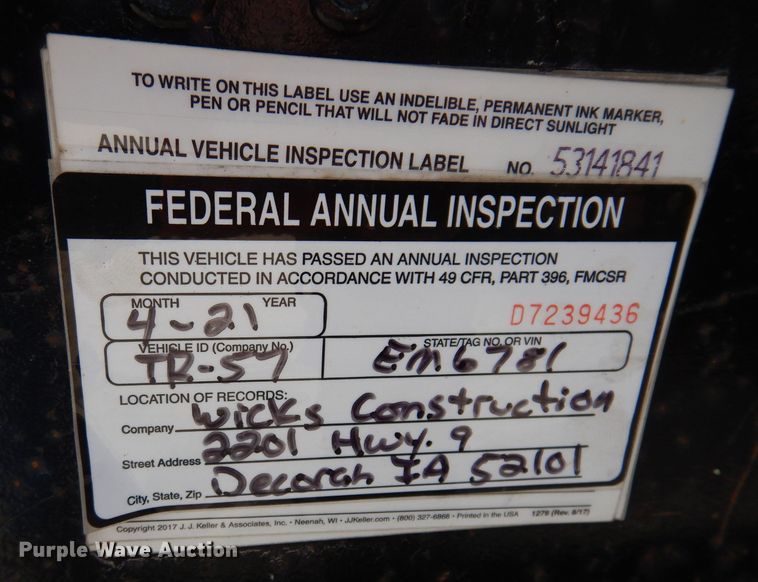 TO WRITE ON THIS LABEL USE AN INDELIBLE, PERMANENT INK MARKER,
PEN OR PENCIL THAT WILL NOT FADE IN DIRECT SUNLIGHT
ANNUAL VEHICLE INSPECTION LABEL NO. 53141841
FEDERAL ANNUAL INSPECTION
THIS VEHICLE HAS PASSED AN ANNUAL INSPECTION
CONDUCTED IN ACCORDANCE WITH 49 CFR, PART 396, FMCSR
MONTH YEAR
4-21 D7239436
VEHICLE ID (Company No.) STATE/TAG NO. OR VIN
TR-57 EM6781
LOCATION OF RECORDS:
Company Wicks Construction
Street Address 2201 Hwy. 9
City, State, Zip Decorah IA 52101
Copyright 2017 J. J. Keller & Associates, Inc. • Neenah, WI • JJKeller.com • (800) 327-6868 • Printed in the USA 1279 (Rev. 8/17)
Purple Wave Auction